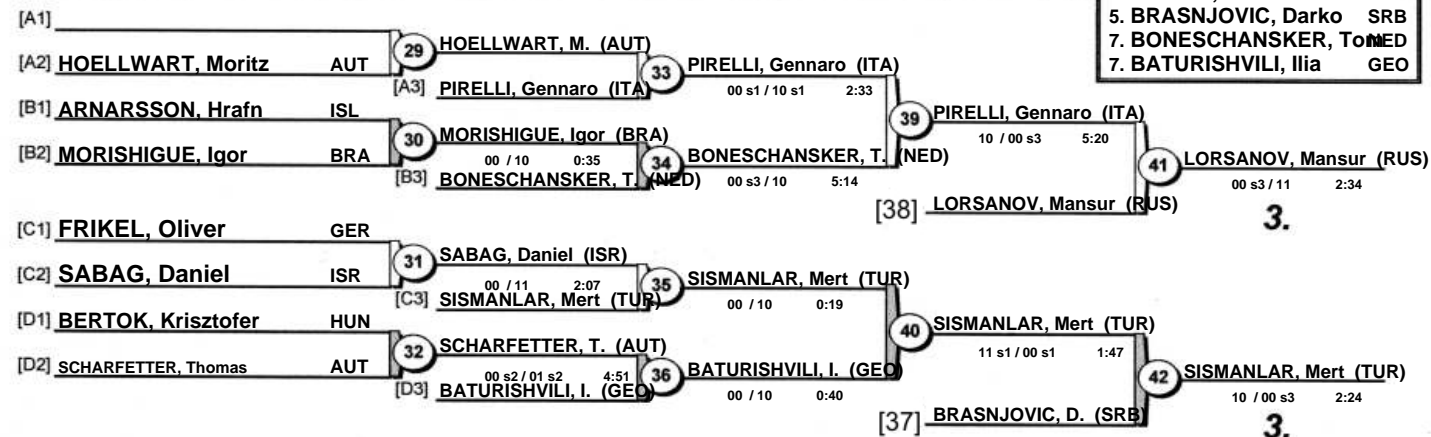 5. BRASNJOVIC, Darko SRB
7. BONESCHANSKER, Tom NED
7. BATURISHVILI, Ilia GEO
[A1]
[A2] HOELLWART, Moritz AUT
29
HOELLWART, M. (AUT)
[A3] PIRELLI, Gennaro (ITA)
33
PIRELLI, Gennaro (ITA)
00 s1 / 10 s1 2:33
[B1] ARNARSSON, Hrafn ISL
[B2] MORISHIGUE, Igor BRA
30
MORISHIGUE, Igor (BRA)
00 / 10 0:35
[B3] BONESCHANSKER, T. (NED)
34
BONESCHANSKER, T. (NED)
00 s3 / 10 5:14
39
PIRELLI, Gennaro (ITA)
10 / 00 s3 5:20
[38] LORSANOV, Mansur (RUS)
41
LORSANOV, Mansur (RUS)
00 s3 / 11 2:34
3.
[C1] FRIKEL, Oliver GER
[C2] SABAG, Daniel ISR
31
SABAG, Daniel (ISR)
00 / 11 2:07
[C3] SISMANLAR, Mert (TUR)
35
SISMANLAR, Mert (TUR)
00 / 10 0:19
[D1] BERTOK, Krisztofer HUN
[D2] SCHARFETTER, Thomas AUT
32
SCHARFETTER, T. (AUT)
00 s2 / 01 s2 4:51
[D3] BATURISHVILI, I. (GEO)
36
BATURISHVILI, I. (GEO)
00 / 10 0:40
40
SISMANLAR, Mert (TUR)
11 s1 / 00 s1 1:47
[37] BRASNJOVIC, D. (SRB)
42
SISMANLAR, Mert (TUR)
10 / 00 s3 2:24
3.